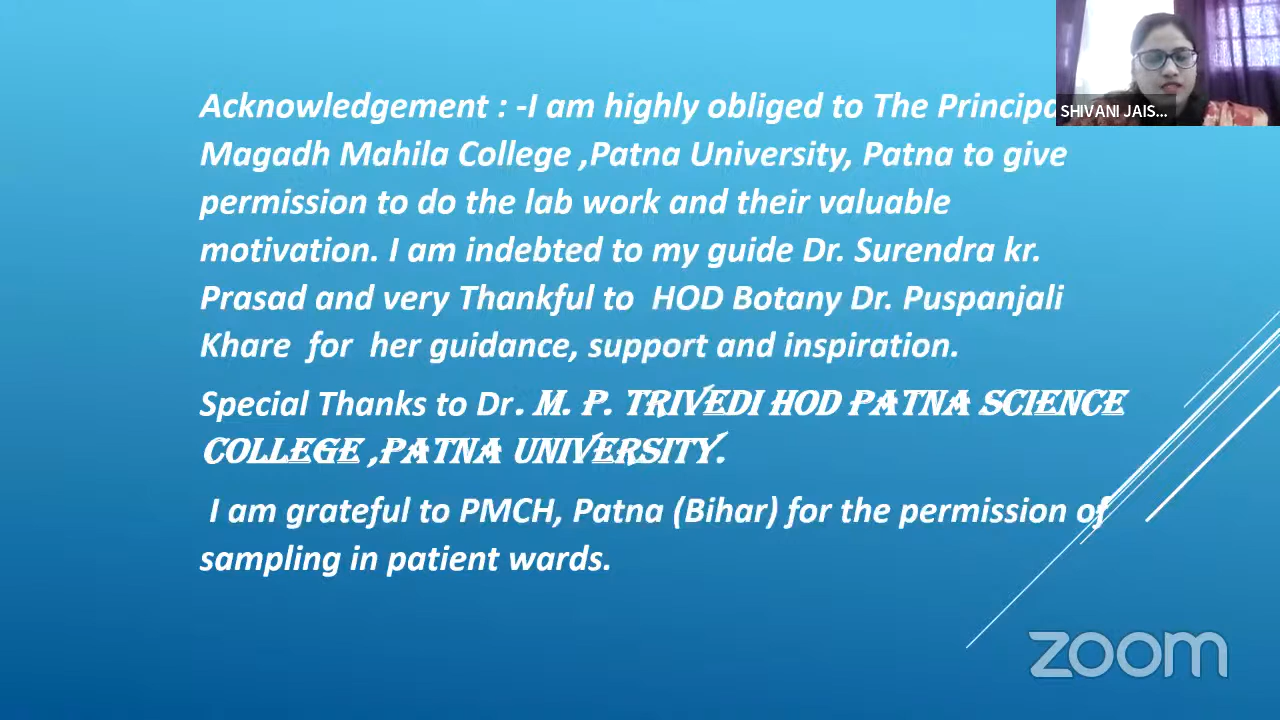 Acknowledgement : -I am highly obliged to The Principa
Magadh Mahila College ,Patna University, Patna to give
permission to do the lab work and their valuable
motivation. I am indebted to my guide Dr. Surendra kr.
Prasad and very Thankful to HOD Botany Dr. Puspanjali
Khare for her guidance, support and inspiration.
Special Thanks to Dr. M. P. TRIVEDI HOD PATNA SCIENCE
COLLEGE ,PATNA UNIVERSITY.
I am grateful to PMCH, Patna (Bihar) for the permission of
sampling in patient wards.
SHIVANI JAIS...
zoom